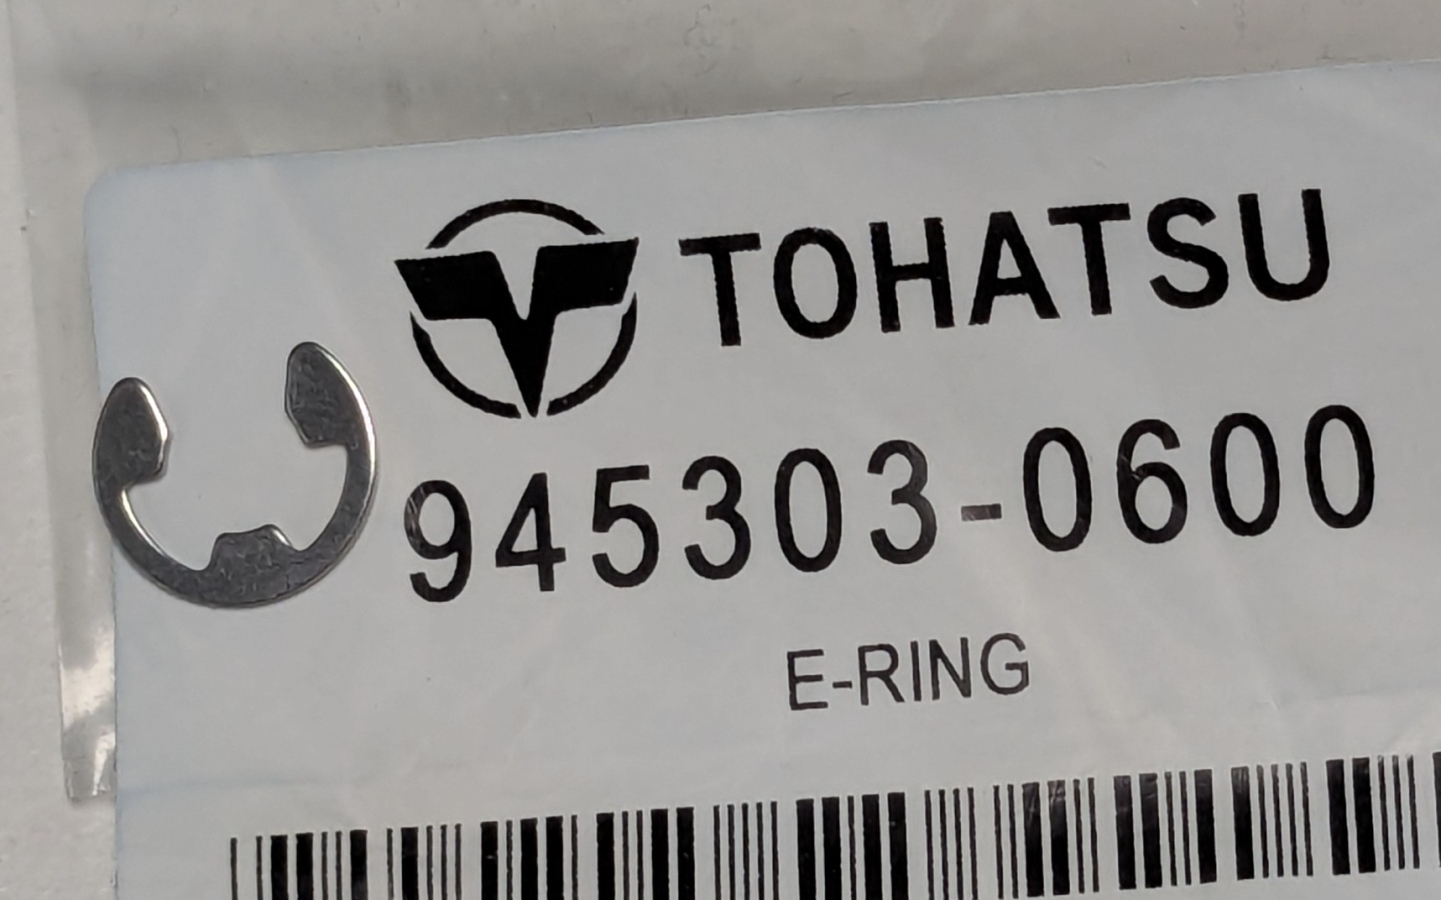 TOHATSU
945303-0600
E-RING